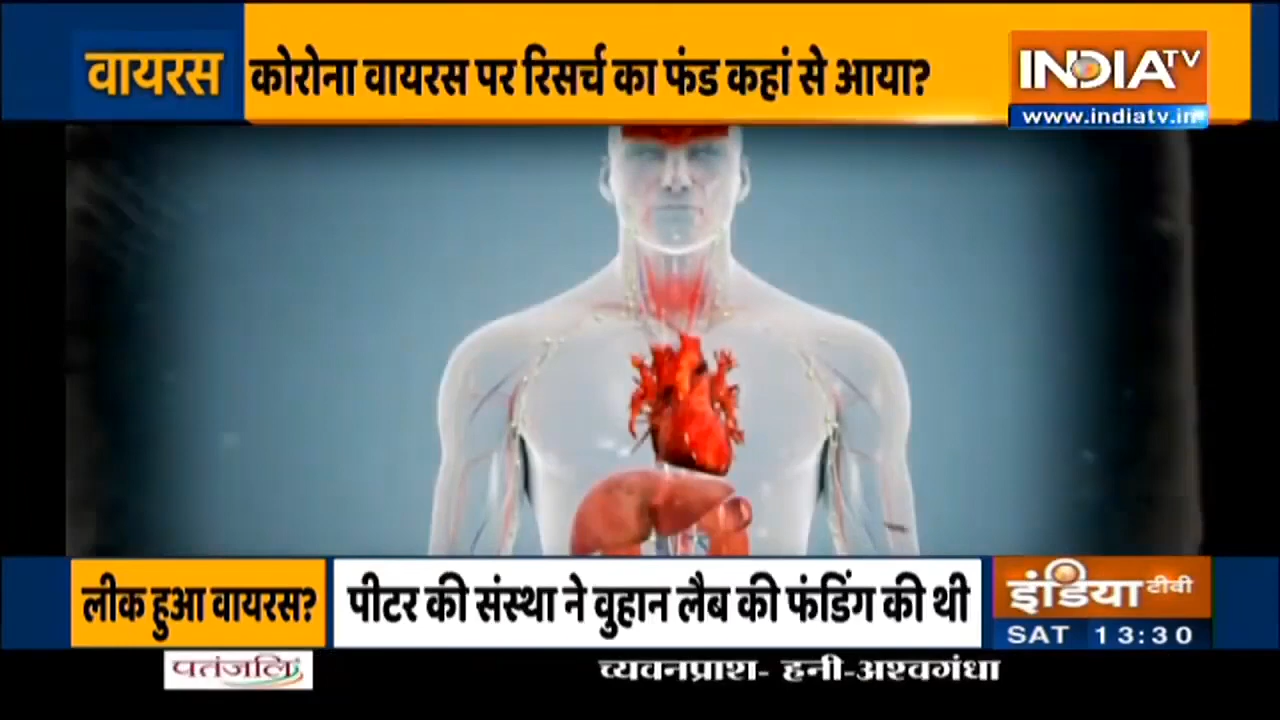 वायरस
कोरोना वायरस पर रिसर्च का फंड कहां से आया?
INDIA TV
www.indiatv.in
लीक हुआ वायरस?
पीटर की संस्था ने वुहान लैब की फंडिंग की थी
इंडिया टीवी
SAT 13:30
पतंजलि
च्यवनप्राश- हनी-अश्वगंधा